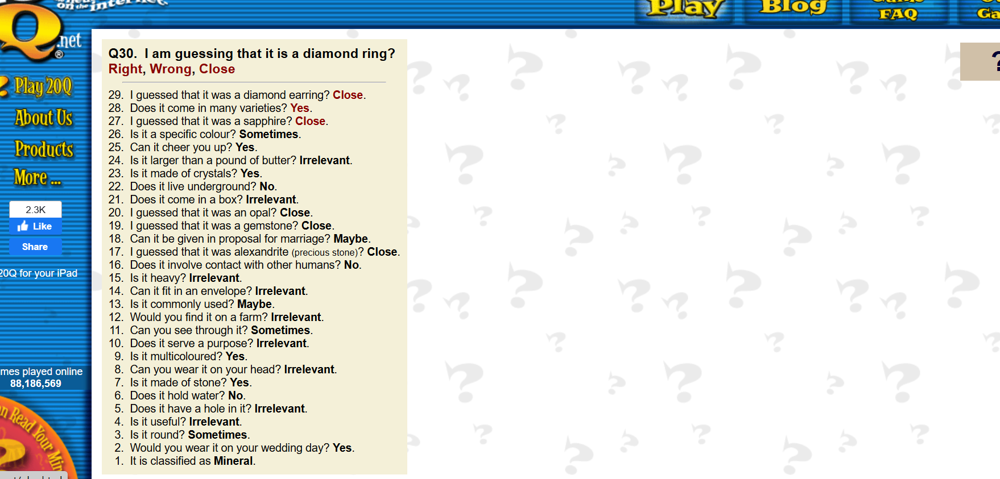 on the internet.
Play
Blog
FAQ
Q
.net
®
Play 20Q
About Us
Products
More ...
2.3K
Like
Share
20Q for your iPad
mes played online
88,186,569
n Read Your Min
Q30. I am guessing that it is a diamond ring?
Right, Wrong, Close
29. I guessed that it was a diamond earring? Close.
28. Does it come in many varieties? Yes.
27. I guessed that it was a sapphire? Close.
26. Is it a specific colour? Sometimes.
25. Can it cheer you up? Yes.
24. Is it larger than a pound of butter? Irrelevant.
23. Is it made of crystals? Yes.
22. Does it live underground? No.
21. Does it come in a box? Irrelevant.
20. I guessed that it was an opal? Close.
19. I guessed that it was a gemstone? Close.
18. Can it be given in proposal for marriage? Maybe.
17. I guessed that it was alexandrite (precious stone)? Close.
16. Does it involve contact with other humans? No.
15. Is it heavy? Irrelevant.
14. Can it fit in an envelope? Irrelevant.
13. Is it commonly used? Maybe.
12. Would you find it on a farm? Irrelevant.
11. Can you see through it? Sometimes.
10. Does it serve a purpose? Irrelevant.
9. Is it multicoloured? Yes.
8. Can you wear it on your head? Irrelevant.
7. Is it made of stone? Yes.
6. Does it hold water? No.
5. Does it have a hole in it? Irrelevant.
4. Is it useful? Irrelevant.
3. Is it round? Sometimes.
2. Would you wear it on your wedding day? Yes.
1. It is classified as Mineral.